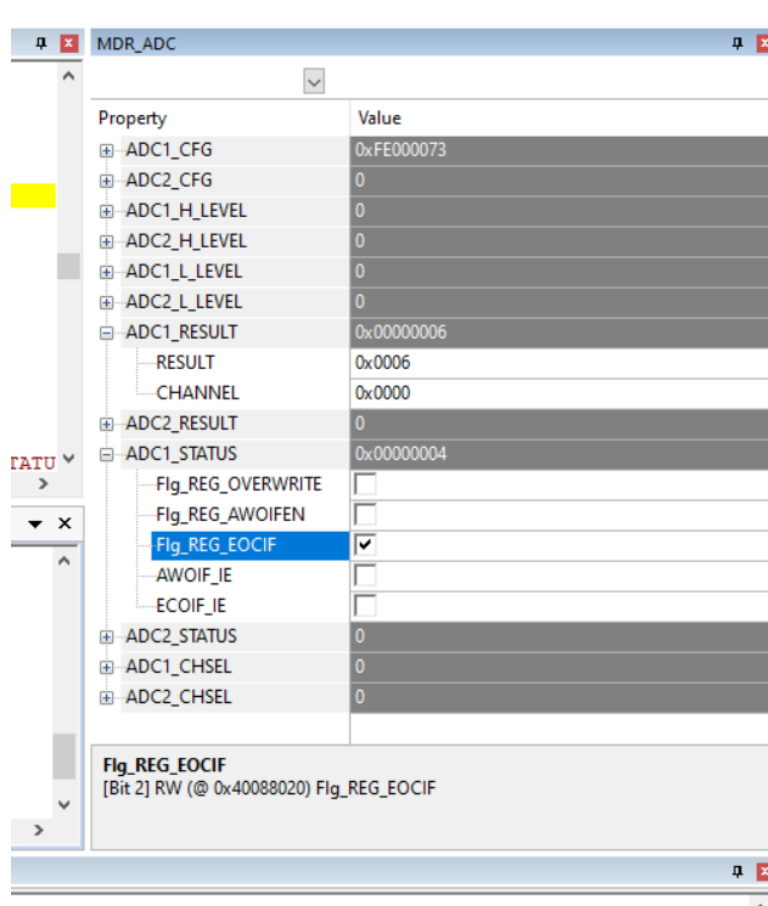 MDR_ADC
Property Value
ADC1_CFG 0xFE000073
ADC2_CFG 0
ADC1_H_LEVEL 0
ADC2_H_LEVEL 0
ADC1_L_LEVEL 0
ADC2_L_LEVEL 0
ADC1_RESULT 0x00000006
RESULT 0x0006
CHANNEL 0x0000
ADC2_RESULT 0
ADC1_STATUS 0x00000004
TATU
Flg_REG_OVERWRITE
Flg_REG_AWOIFEN
Flg_REG_EOCIF
AWOIF_IE
ECOIF_IE
ADC2_STATUS 0
ADC1_CHSEL 0
ADC2_CHSEL 0
Flg_REG_EOCIF
[Bit 2] RW (@ 0x40088020) Flg_REG_EOCIF